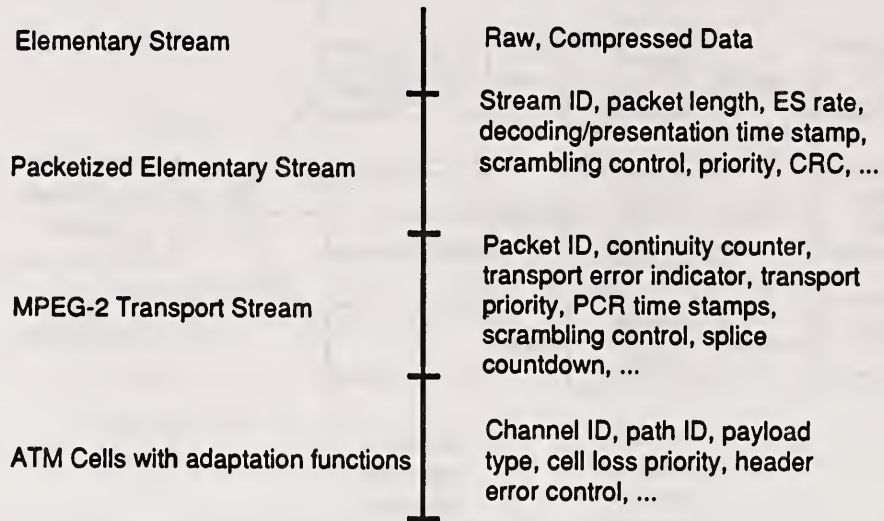 Elementary Stream
Raw, Compressed Data
Packetized Elementary Stream
Stream ID, packet length, ES rate,
decoding/presentation time stamp,
scrambling control, priority, CRC, ...
MPEG-2 Transport Stream
Packet ID, continuity counter,
transport error indicator, transport
priority, PCR time stamps,
scrambling control, splice
countdown, ...
ATM Cells with adaptation functions
Channel ID, path ID, payload
type, cell loss priority, header
error control, ...